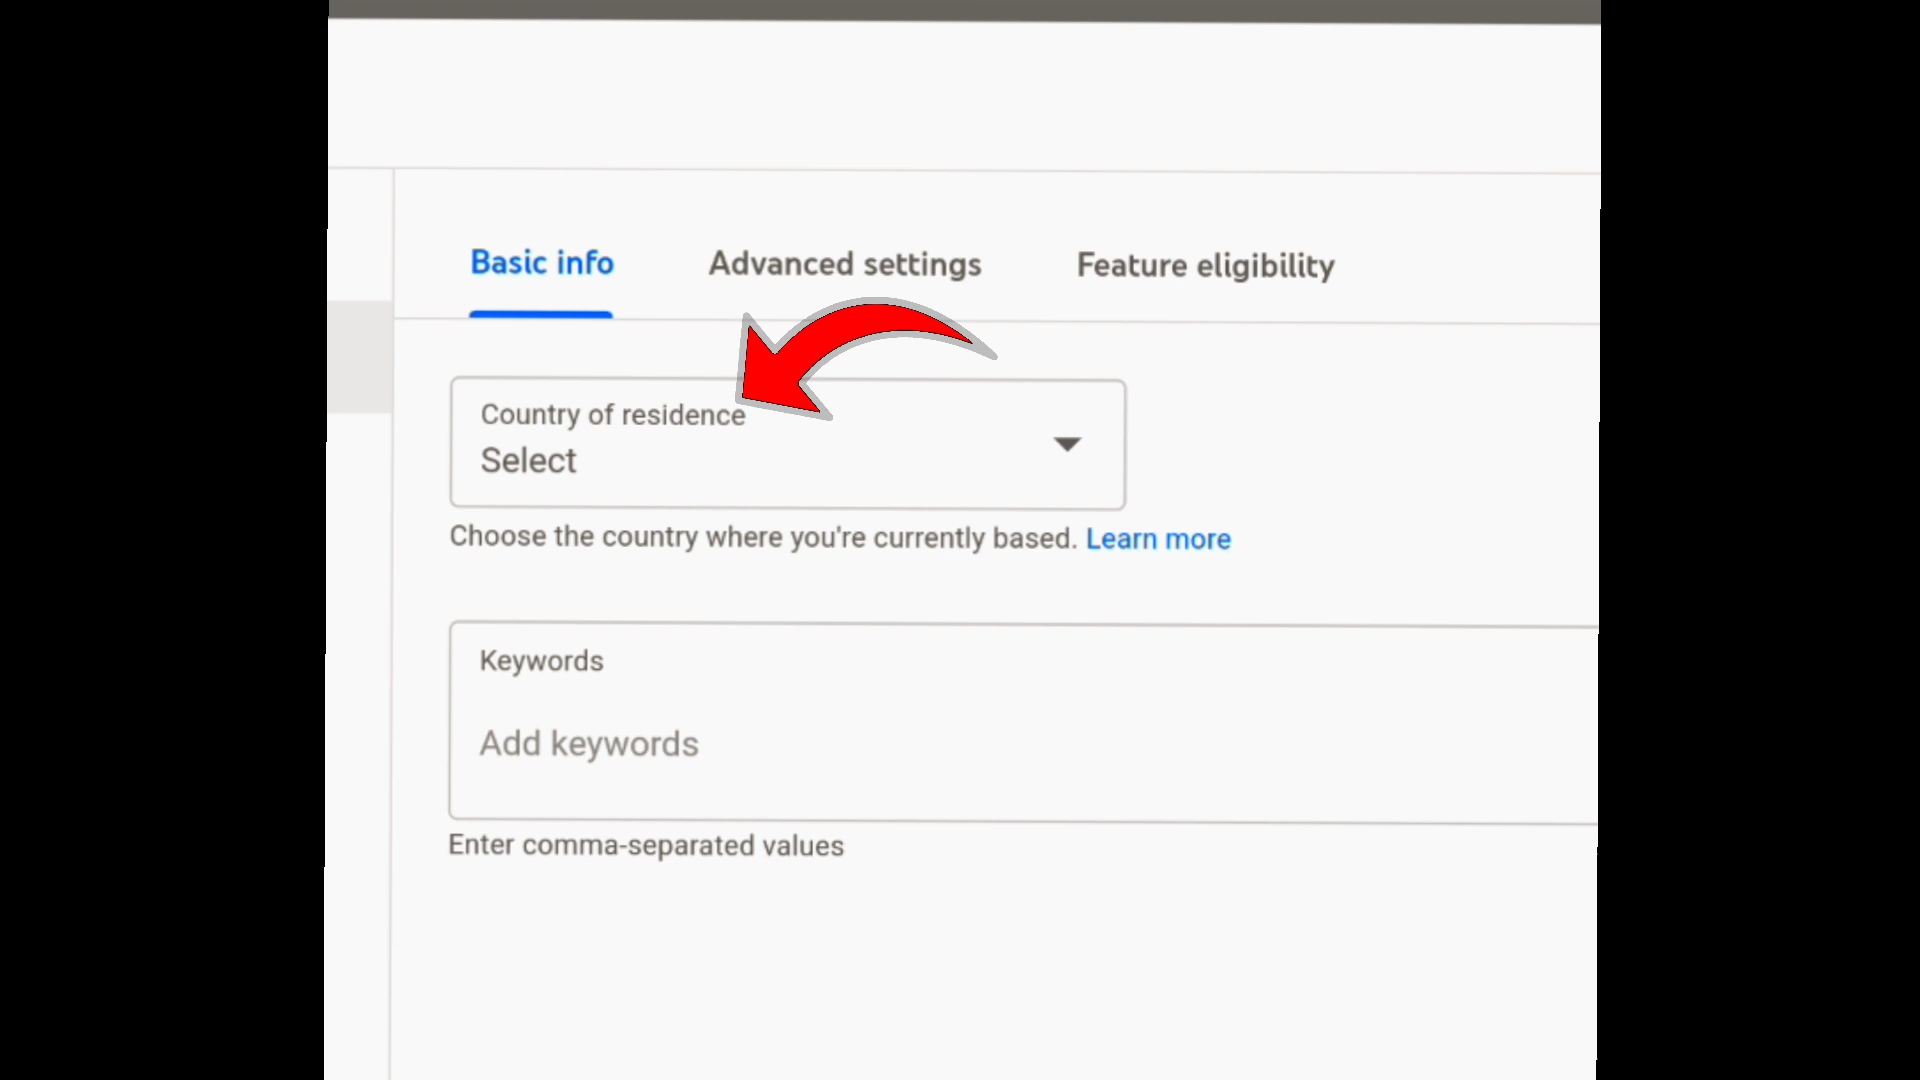 Basic info Advanced settings Feature eligibility
Country of residence
Select
Choose the country where you're currently based. Learn more
Keywords
Add keywords
Enter comma-separated values